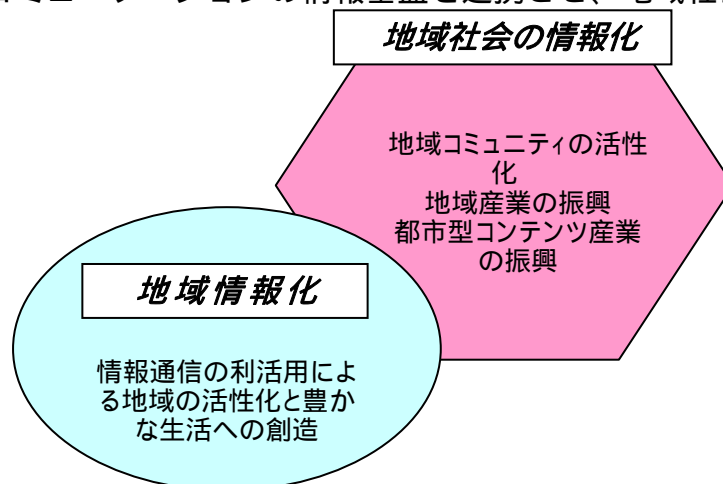 地域社会の情報化
地域コミュニティの活性
化
地域産業の振興
都市型コンテンツ産業
の振興
地域情報化
情報通信の利活用によ
る地域の活性化と豊か
な生活への創造